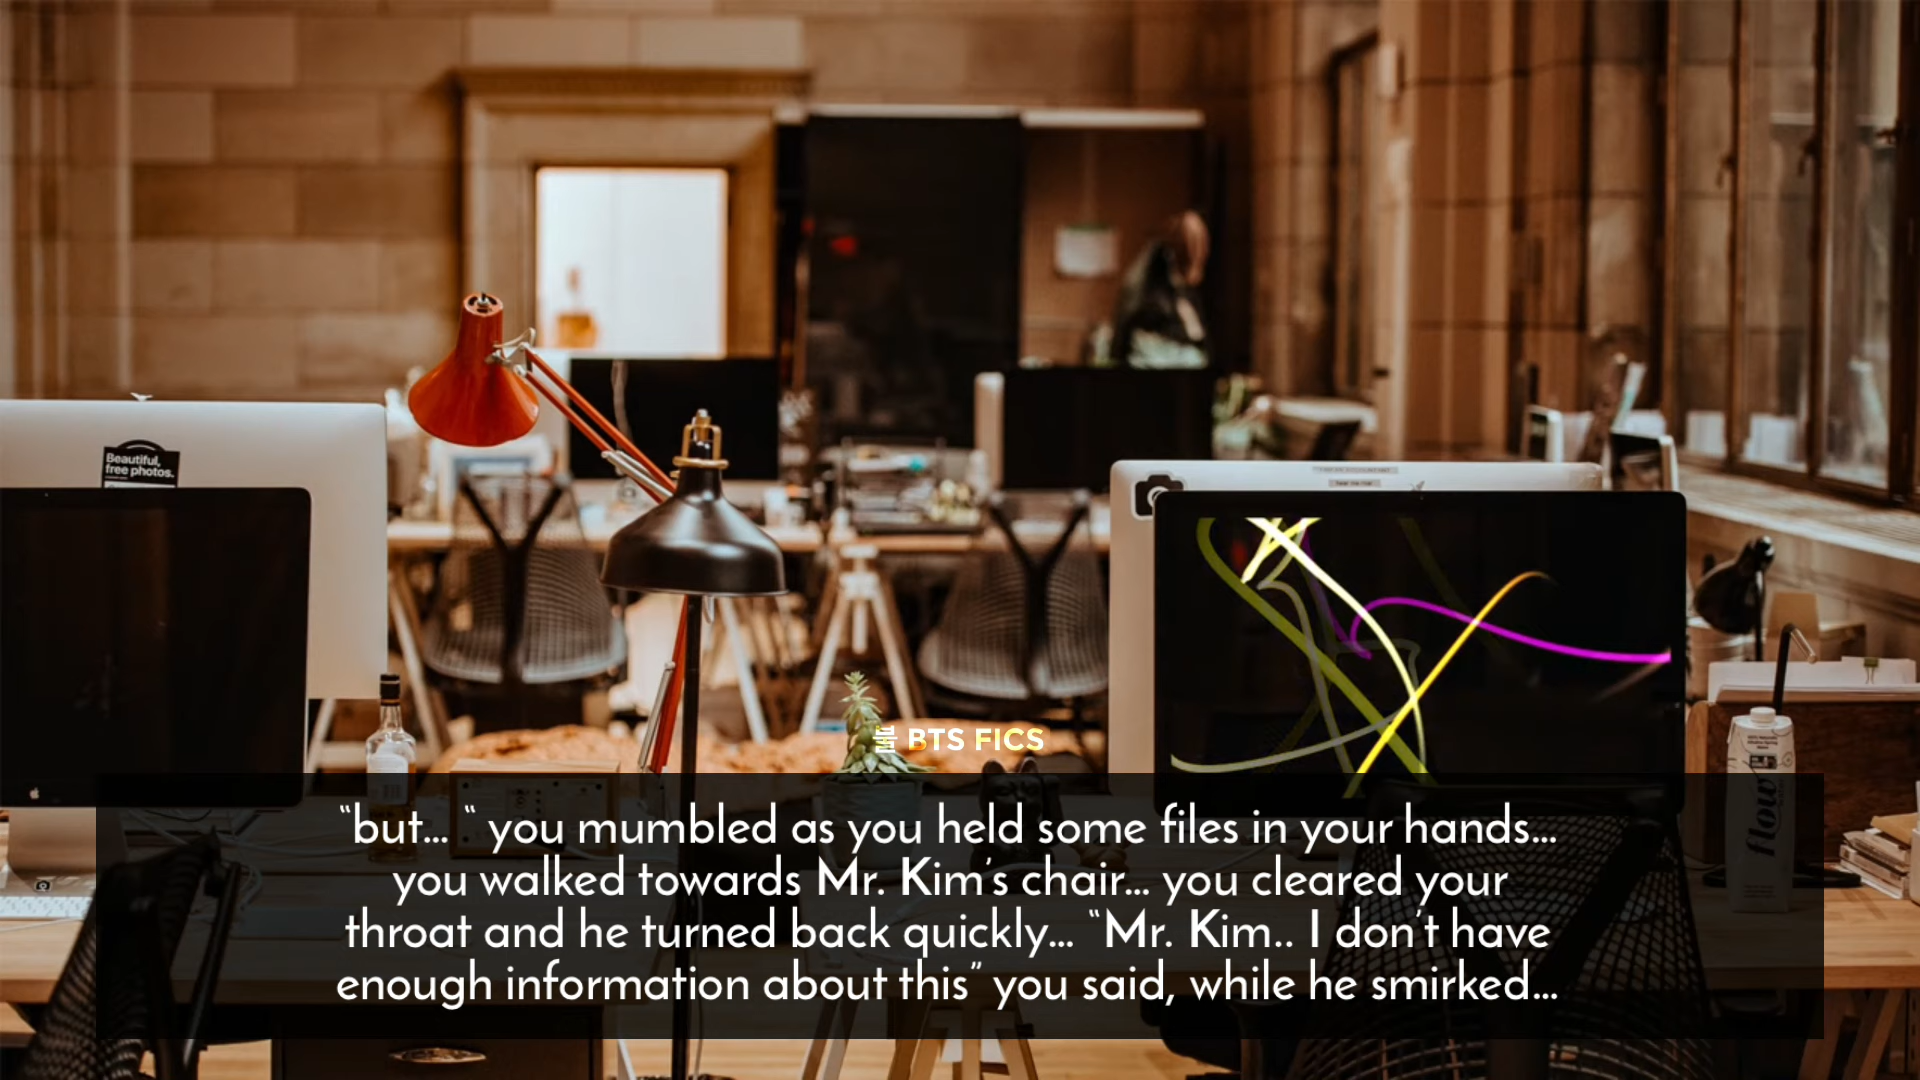 Beautiful,
free photos.
BTS FICS
flow
“but... “ you mumbled as you held some files in your hands...
you walked towards Mr. Kim’s chair... you cleared your
throat and he turned back quickly... “Mr. Kim.. I don’t have
enough information about this” you said, while he smirked...